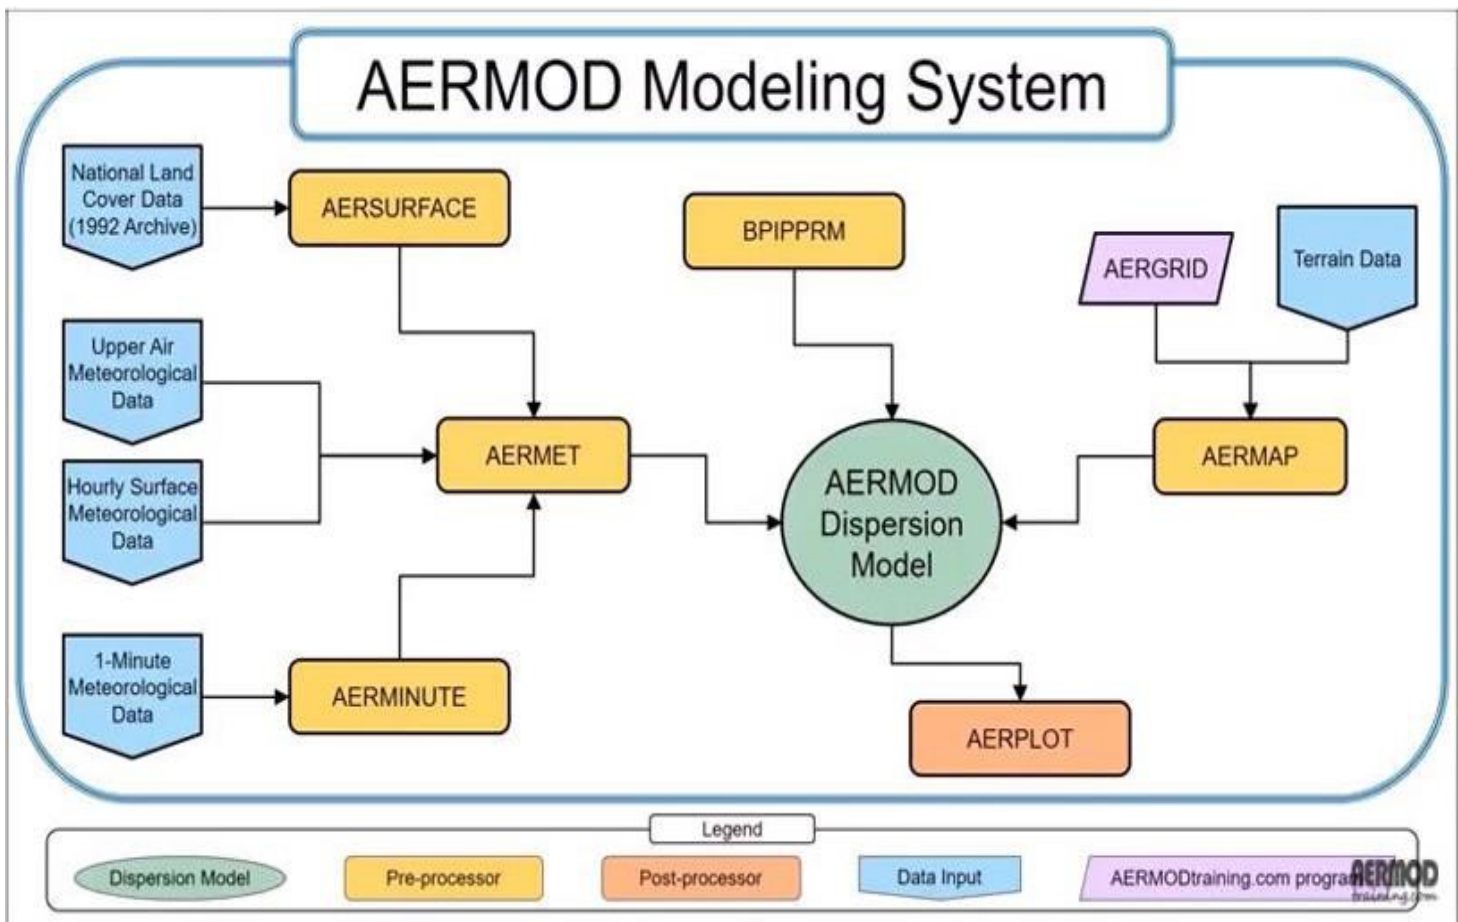 AERMOD Modeling System
National Land
Cover Data
(1992 Archive)
AERSURFACE
BPIPPRM
AERGRID
Terrain Data
Upper Air
Meteorological
Data
AERMET
AERMOD
Dispersion
Model
AERMAP
Hourly Surface
Meteorological
Data
1-Minute
Meteorological
Data
AERMINUTE
AERPLOT
Legend
Dispersion Model
Pre-processor
Post-processor
Data Input
AERMODtraining.com program
AERMOD
training.com